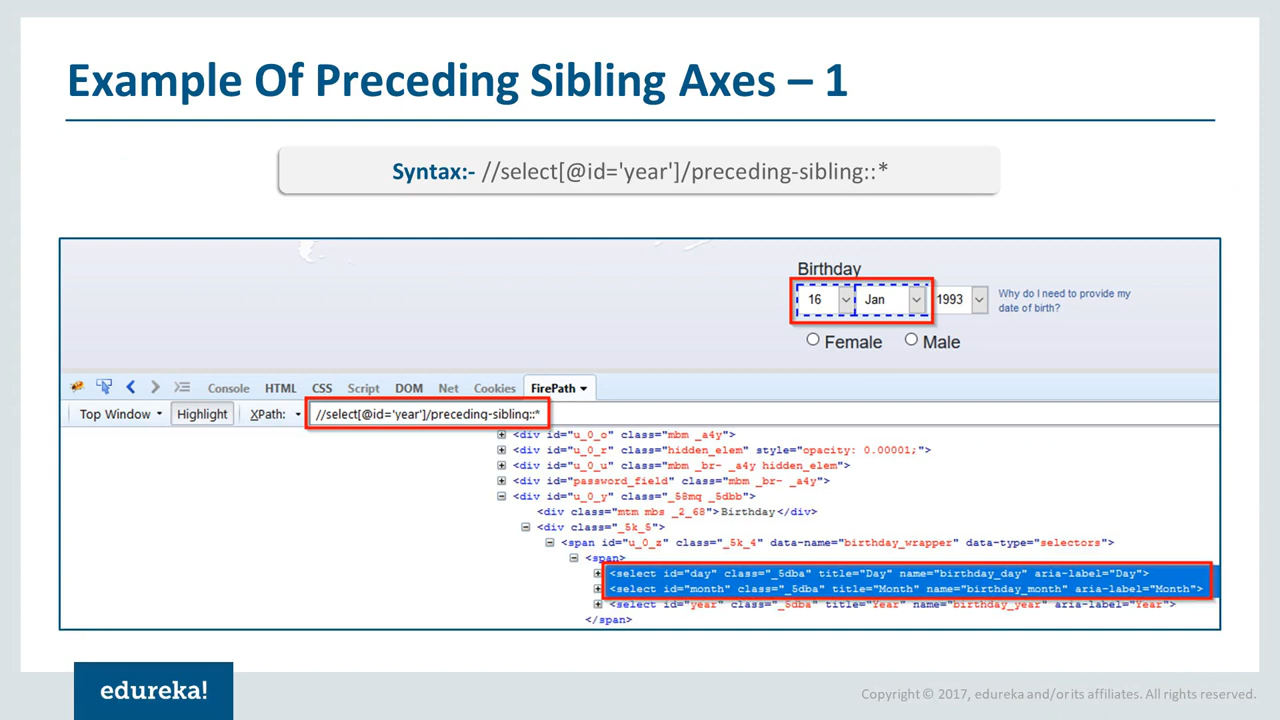 Example Of Preceding Sibling Axes – 1
Syntax:- //select[@id='year']/preceding-sibling::*
Birthday
16 Jan 1993 Why do I need to provide my
date of birth?
Female Male
Console HTML CSS Script DOM Net Cookies FirePath
Top Window Highlight XPath: //select[@id='year']/preceding-sibling::*
<div id="u_0_o" class="mbm _a4y">
<div id="u_0_r" class="hidden_elem" style="opacity: 0.00001;">
<div id="u_0_u" class="mbm _br- _a4y hidden_elem">
<div id="password_field" class="mbm _br- _a4y">
<div id="u_0_y" class="_58mq _5dbb">
<div class="mtm mbs _2_68">Birthday</div>
<div class="_5k_5">
<span id="u_0_z" class="_5k_4" data-name="birthday_wrapper" data-type="selectors">
<span>
<select id="day" class="_5dba" title="Day" name="birthday_day" aria-label="Day">
<select id="month" class="_5dba" title="Month" name="birthday_month" aria-label="Month">
<select id="year" class="_5dba" title="Year" name="birthday_year" aria-label="Year">
</span>
edureka!
Copyright © 2017, edureka and/or its affiliates. All rights reserved.